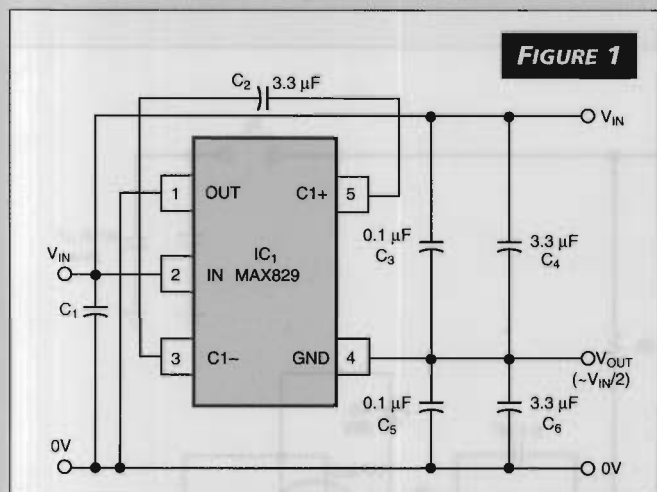 FIGURE 1
C2 3.3 µF
VIN
1 OUT C1+ 5
IC1
0.1 µF 3.3 µF
C3 C4
VIN
2 IN MAX829
C1
3 C1~ GND 4
VOUT
(~VIN/2)
0.1 µF 3.3 µF
C5 C6
0V
0V